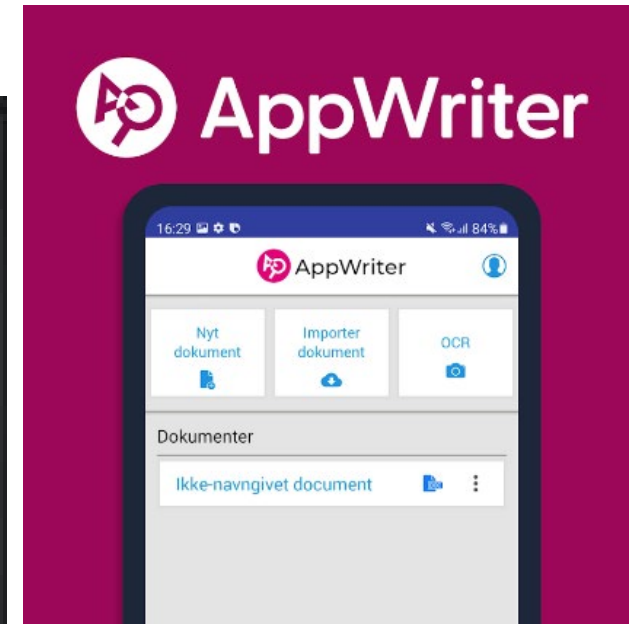 AppWriter
16:29 84%
AppWriter
Nyt
dokument
Importer
dokument
OCR
Dokumenter
Ikke-navngivet document